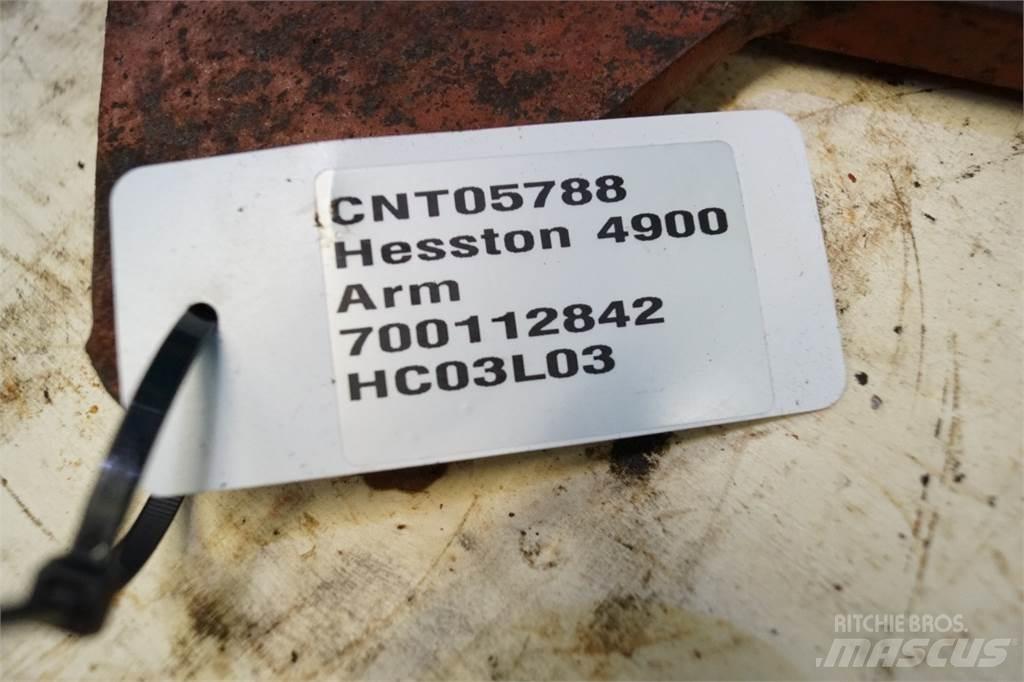 CNT05788
Hesston 4900
Arm
700112842
HC03L03
RITCHIE BROS.
MASCUS